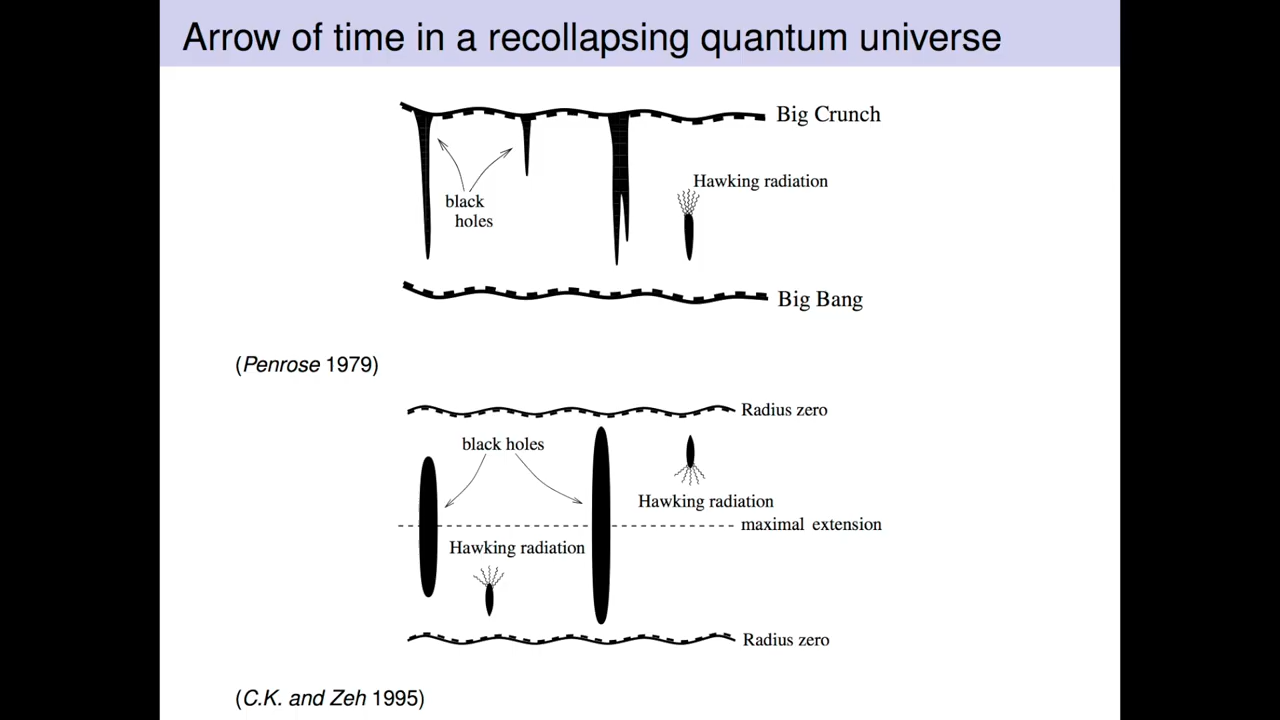 Arrow of time in a recollapsing quantum universe
Big Crunch
Hawking radiation
black
holes
Big Bang
(Penrose 1979)
Radius zero
black holes
Hawking radiation
maximal extension
Hawking radiation
Radius zero
(C.K. and Zeh 1995)